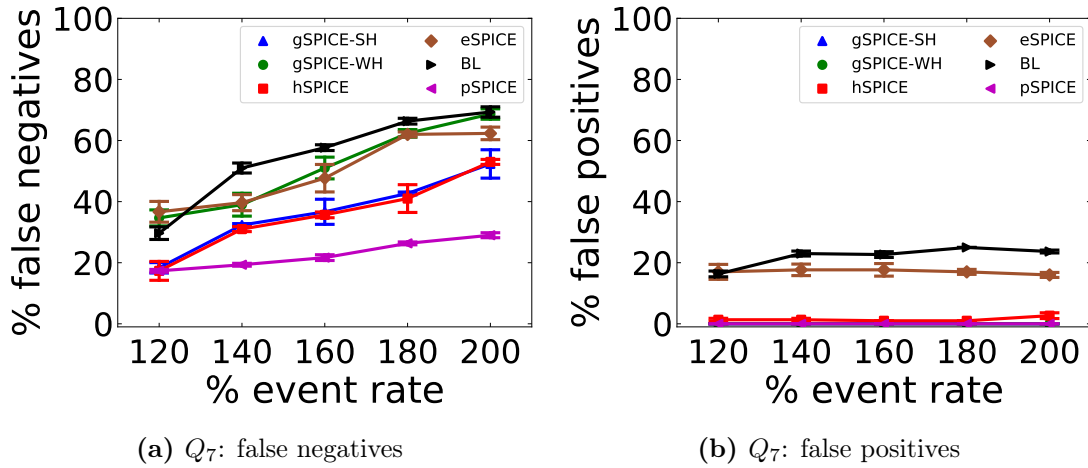 % false negatives
100
80
60
40
20
0
gSPICE-SH
gSPICE-WH
hSPICE
eSPICE
BL
pSPICE
120 140 160 180 200
% event rate
(a) Q₇: false negatives
% false positives
100
80
60
40
20
0
gSPICE-SH
gSPICE-WH
hSPICE
eSPICE
BL
pSPICE
120 140 160 180 200
% event rate
(b) Q₇: false positives